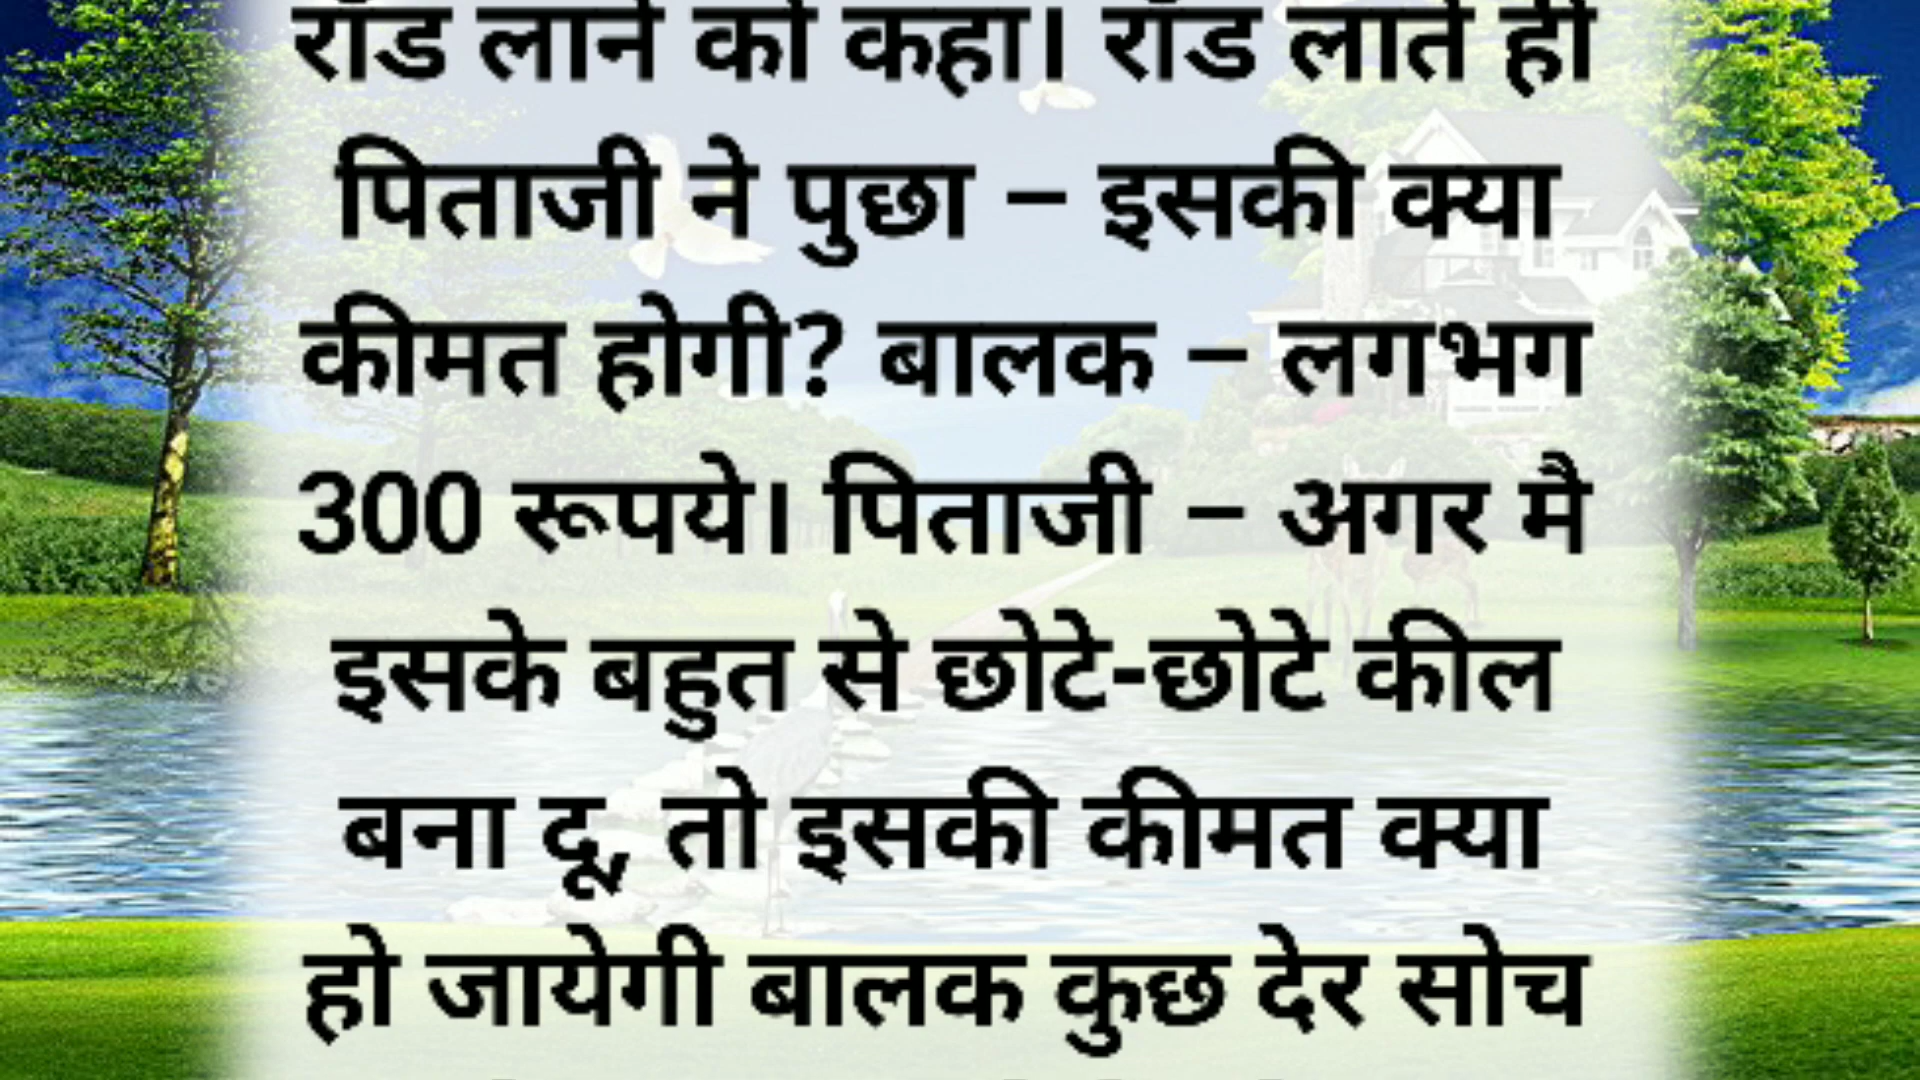 रॉड लाने को कहा। रॉड लाते ही
पिताजी ने पुछा – इसकी क्या
कीमत होगी? बालक – लगभग
300 रूपये। पिताजी – अगर मै
इसके बहुत से छोटे-छोटे कील
बना दू, तो इसकी कीमत क्या
हो जायेगी बालक कुछ देर सोच